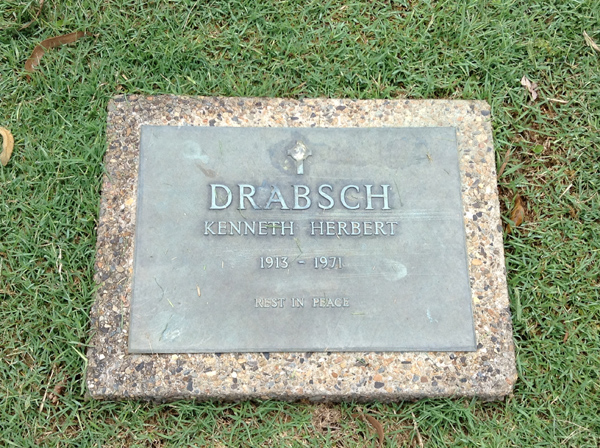 DRABSCH
KENNETH HERBERT
1913 - 1971
REST IN PEACE